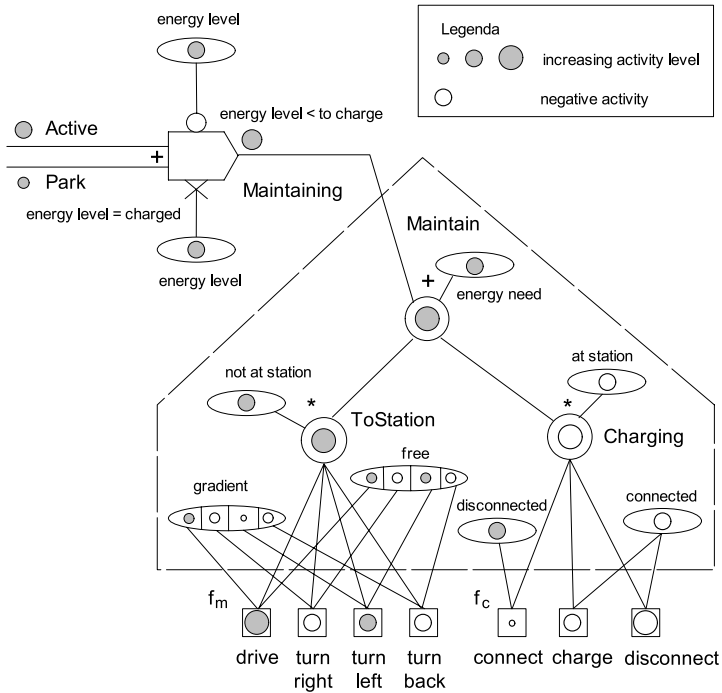 energy level
Legenda
increasing activity level
negative activity
energy level < to charge
Active
+
Park
Maintaining
energy level = charged
energy level
Maintain
+
energy need
at station
not at station
*
*
ToStation
Charging
free
gradient
disconnected
connected
fm
fc
drive
turn right
turn left
turn back
connect
charge
disconnect